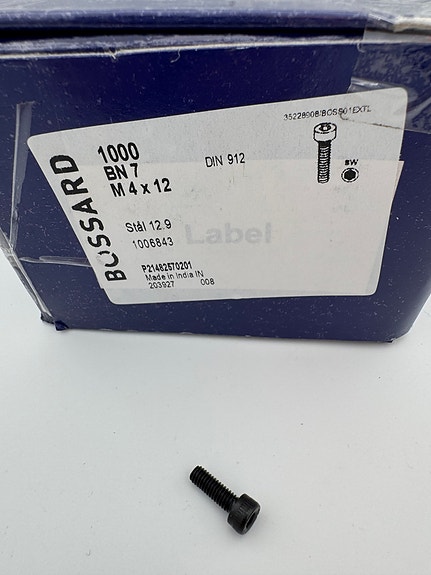 BOSSARD
1000
BN 7
M 4 x 12
DIN 912
35228908/BOSS01EXTL
SW
Stål 12.9
1006843
Label
P21482570201
Made in India IN
203927 008